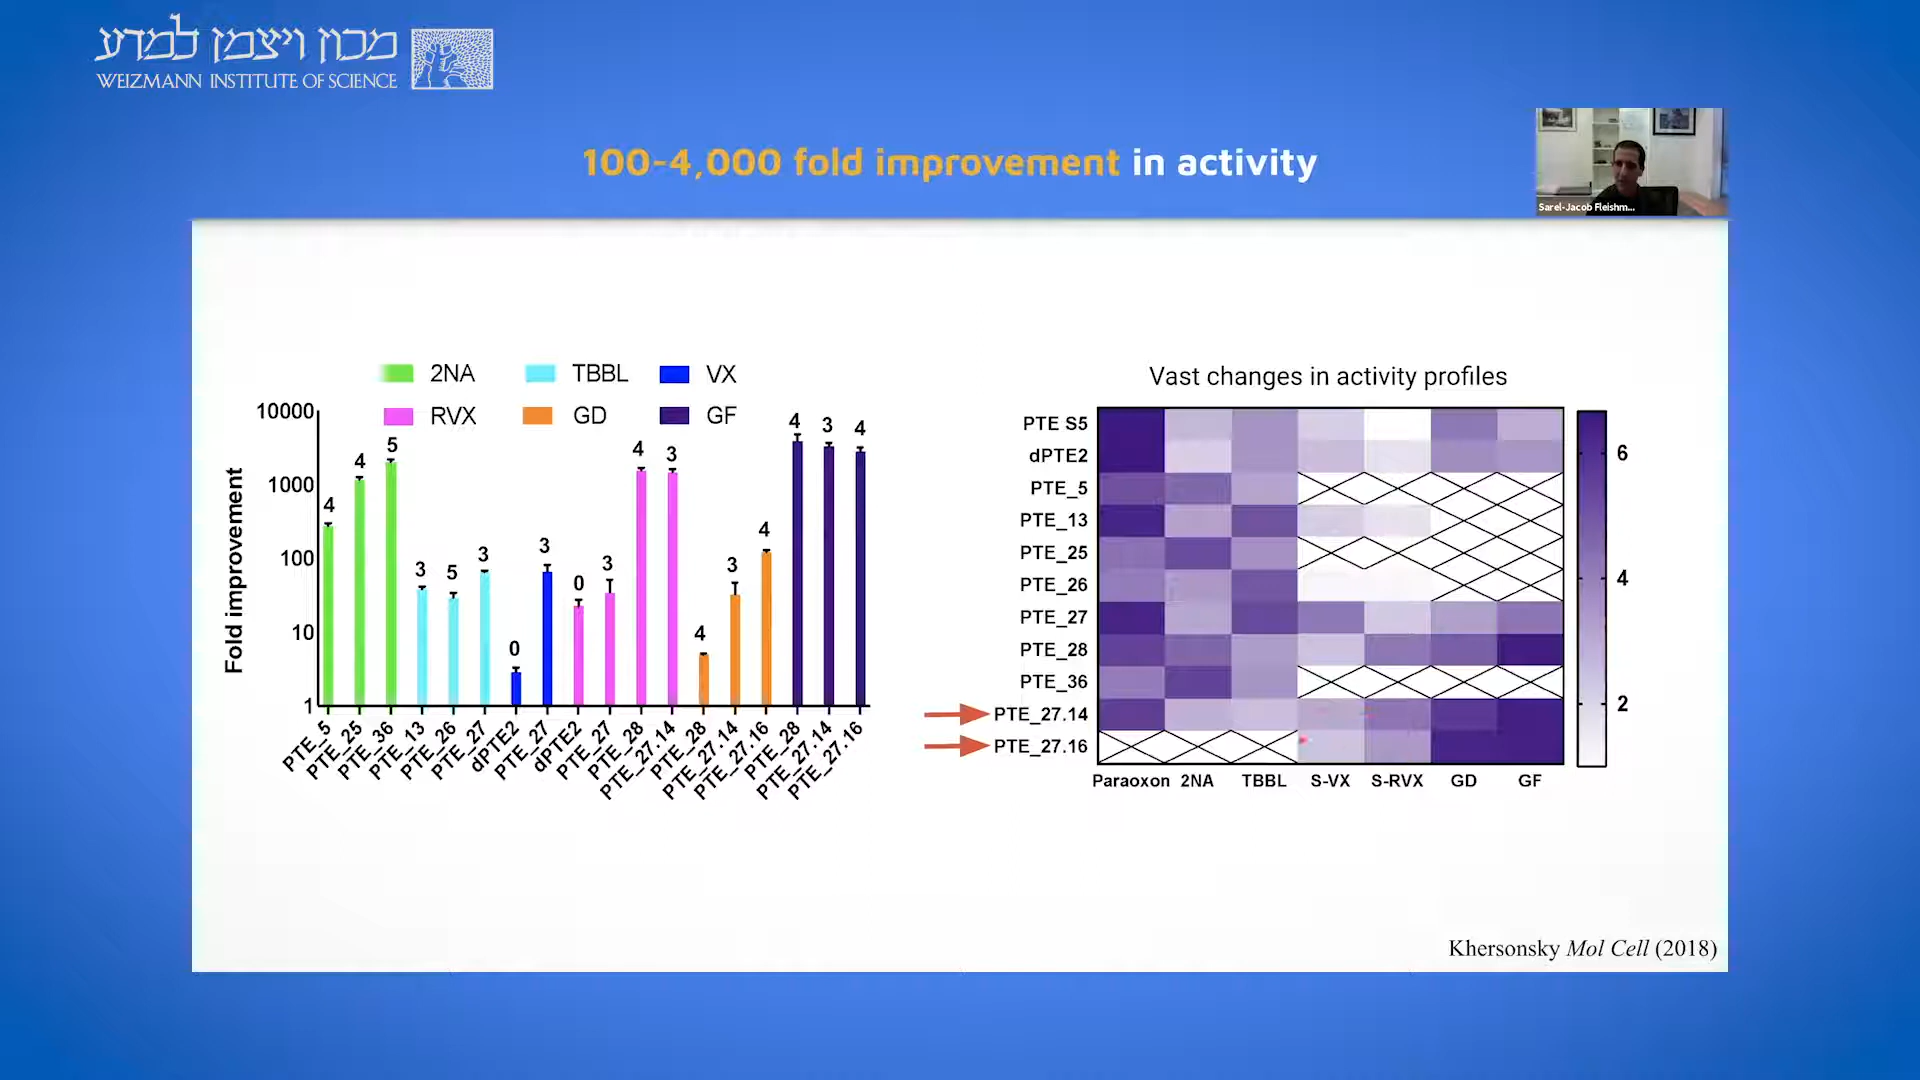 מכון ויצמן למדע
WEIZMANN INSTITUTE OF SCIENCE
100-4,000 fold improvement in activity
Sarel-Jacob Fleishm...
2NA TBBL VX
RVX GD GF
Fold improvement
10000
1000
100
10
1
4 4 5 3 5 3 0 3 0 3 4 3 4 3 4 4 3 4
PTE_5 PTE_25 PTE_36 PTE_13 PTE_26 PTE_27 dPTE2 PTE_27 dPTE2 PTE_27 PTE_28 PTE_27.14 PTE_28 PTE_27.14 PTE_27.16 PTE_28 PTE_27.14 PTE_27.16
Vast changes in activity profiles
PTE S5
dPTE2
PTE_5
PTE_13
PTE_25
PTE_26
PTE_27
PTE_28
PTE_36
PTE_27.14
PTE_27.16
Paraoxon 2NA TBBL S-VX S-RVX GD GF
6
4
2
Khersonsky Mol Cell (2018)